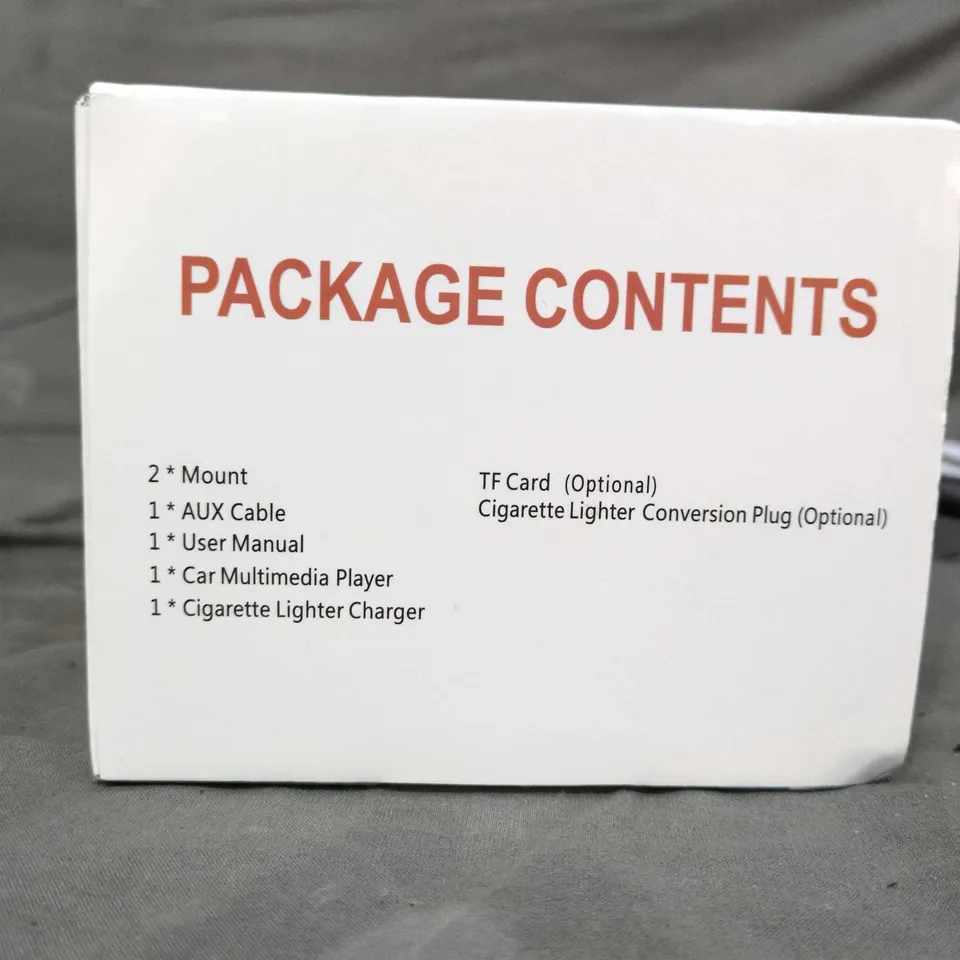 PACKAGE CONTENTS
2 * Mount
1 * AUX Cable
1 * User Manual
1 * Car Multimedia Player
1 * Cigarette Lighter Charger
TF Card (Optional)
Cigarette Lighter Conversion Plug (Optional)